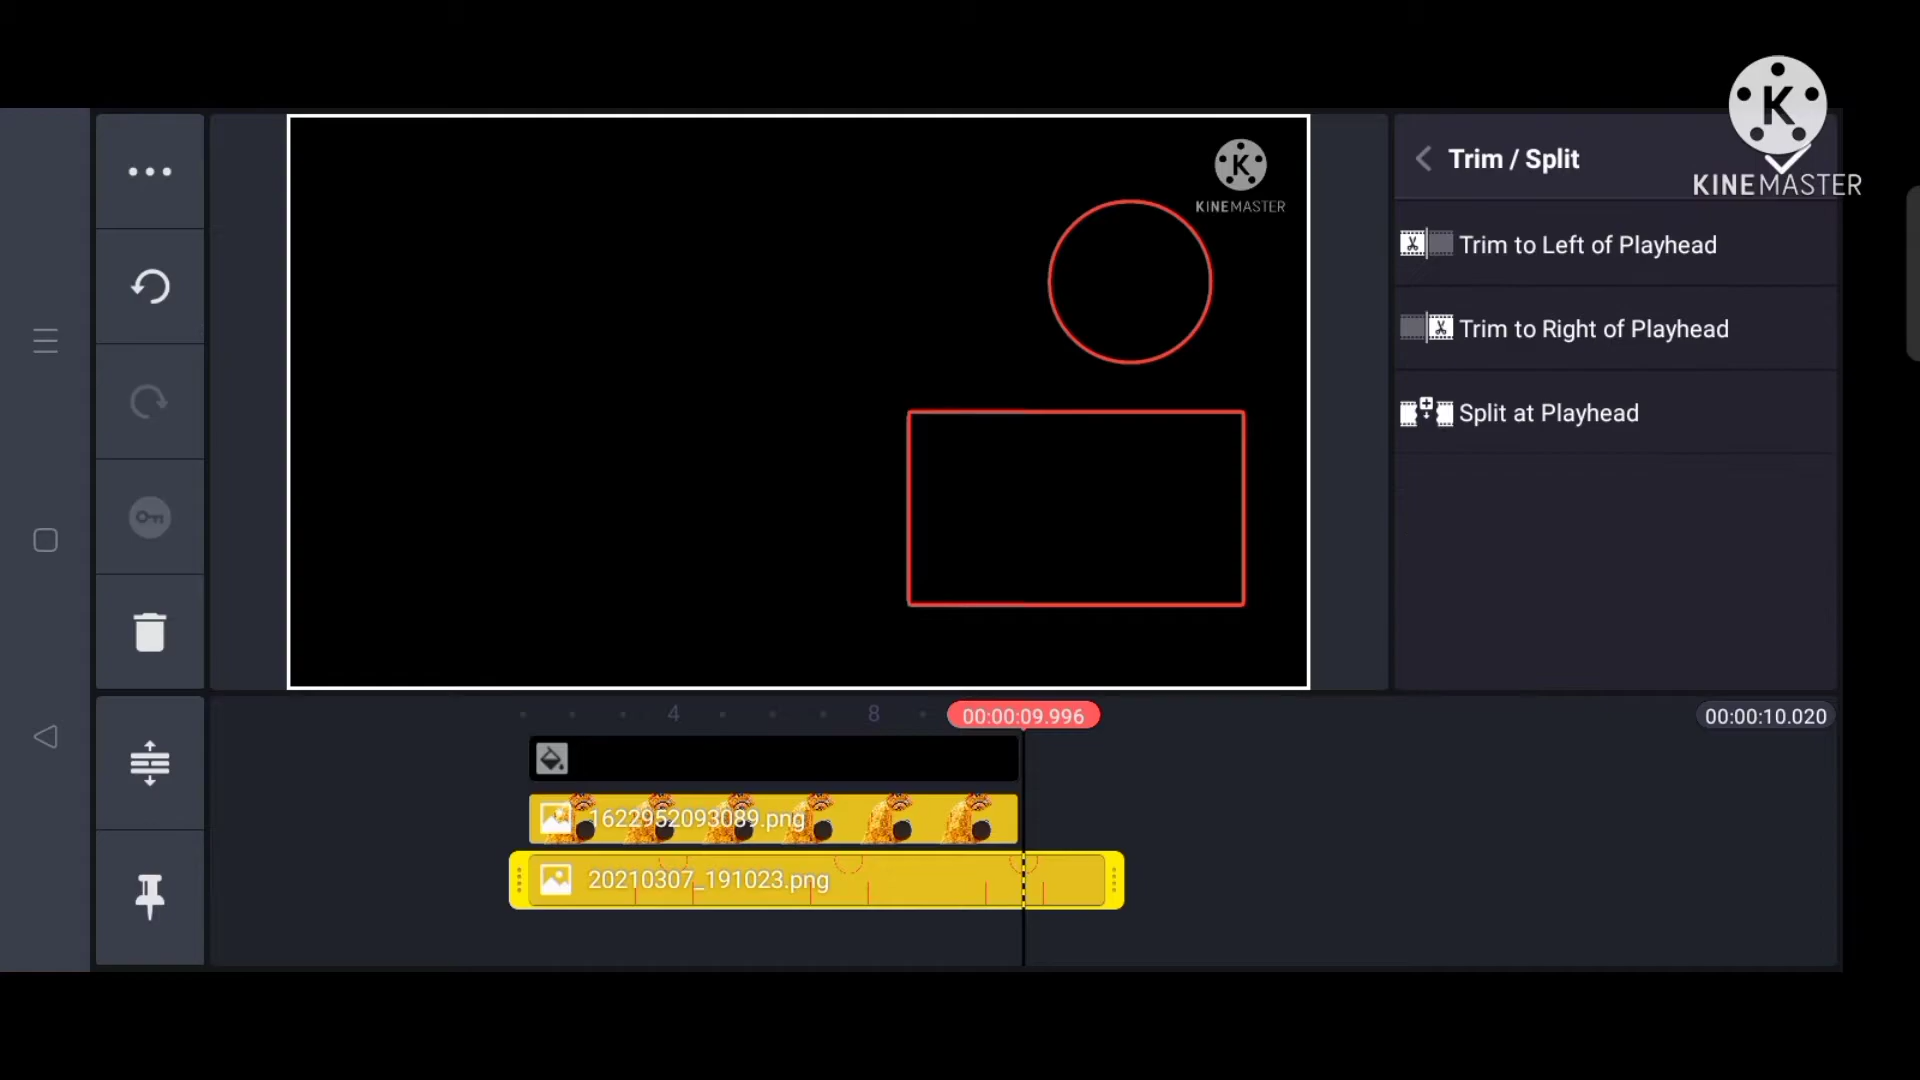 KINEMASTER
Trim / Split
KINEMASTER
Trim to Left of Playhead
Trim to Right of Playhead
Split at Playhead
4
8
00:00:09.996
00:00:10.020
1622952093089.png
20210307_191023.png